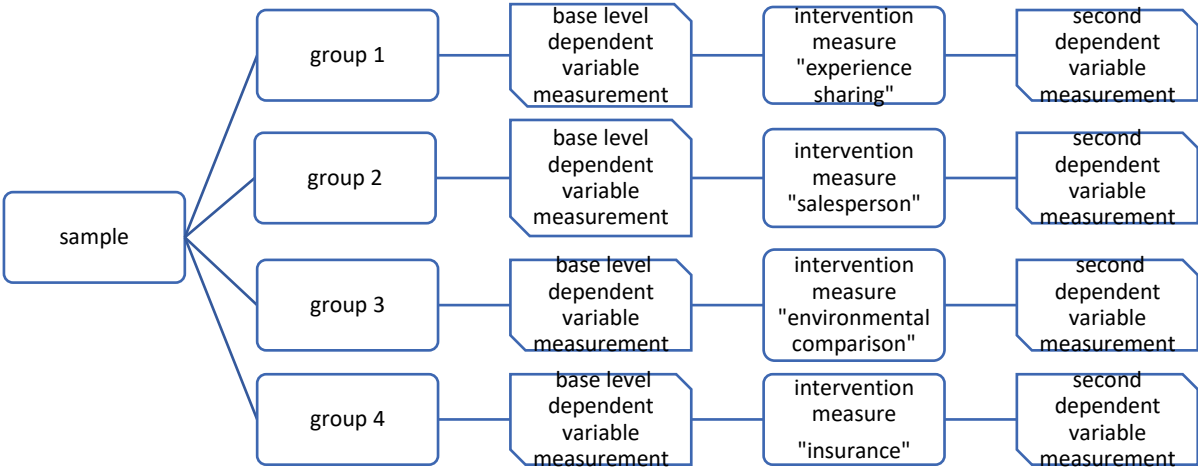 sample
group 1
base level
dependent
variable
measurement
intervention
measure
"experience
sharing"
second
dependent
variable
measurement
group 2
base level
dependent
variable
measurement
intervention
measure
"salesperson"
second
dependent
variable
measurement
group 3
base level
dependent
variable
measurement
intervention
measure
"environmental
comparison"
second
dependent
variable
measurement
group 4
base level
dependent
variable
measurement
intervention
measure
"insurance"
second
dependent
variable
measurement